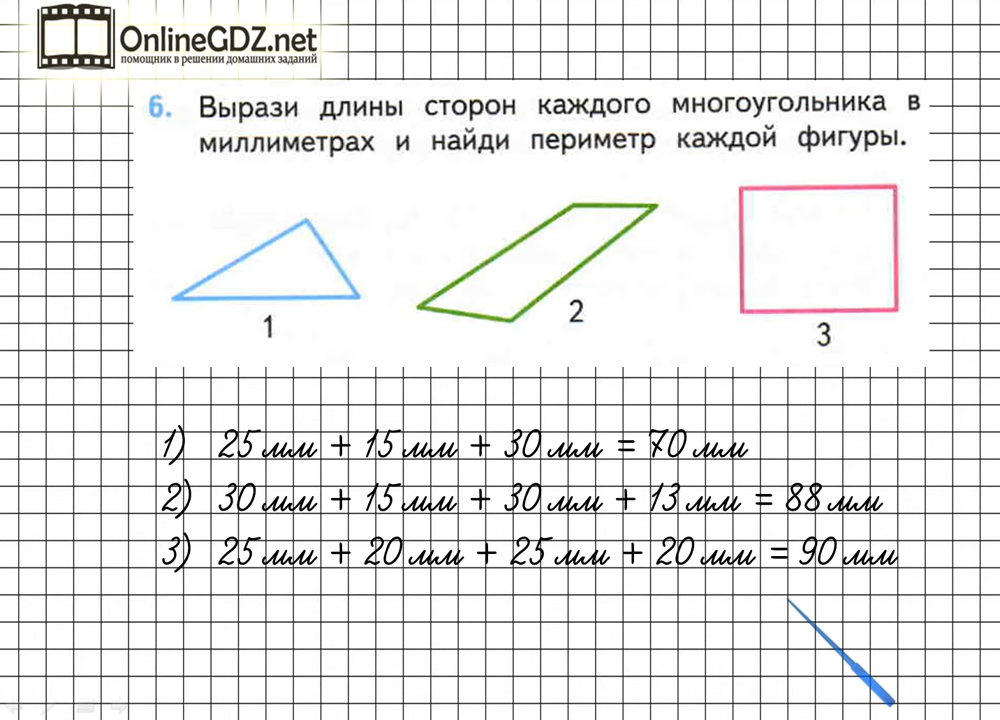 OnlineGDZ.net
помощник в решении домашних заданий
6. Вырази длины сторон каждого многоугольника в
миллиметрах и найди периметр каждой фигуры.
1
2
3
1) 25 мм + 15 мм + 30 мм = 70 мм
2) 30 мм + 15 мм + 30 мм + 13 мм = 88 мм
3) 25 мм + 20 мм + 25 мм + 20 мм = 90 мм